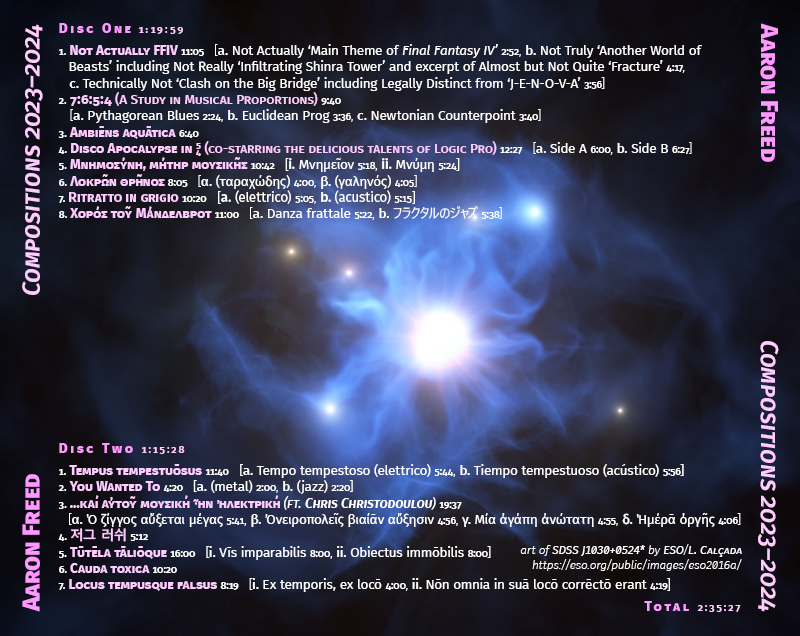 COMPOSITIONS 2023–2024
AARON FREED
DISC ONE 1:19:59
1. NOT ACTUALLY FFIV 11:05 [a. Not Actually ‘Main Theme of Final Fantasy IV’ 2:52, b. Not Truly ‘Another World of
Beasts’ including Not Really ‘Infiltrating Shinra Tower’ and excerpt of Almost but Not Quite ‘Fracture’ 4:17,
c. Technically Not ‘Clash on the Big Bridge’ including Legally Distinct from ‘J-E-N-O-V-A’ 3:56]
2. 7:6:5:4 (A STUDY IN MUSICAL PROPORTIONS) 9:40
[a. Pythagorean Blues 2:24, b. Euclidean Prog 3:36, c. Newtonian Counterpoint 3:40]
3. AMBIĒNS AQUĀTICA 6:40
4. DISCO APOCALYPSE IN 5/4 (CO-STARRING THE DELICIOUS TALENTS OF LOGIC PRO) 12:27 [a. Side A 6:00, b. Side B 6:27]
5. ΜΝΗΜΟΣΎΝΗ, ΜΉΤΗΡ ΜΟΥΣΙΚΗ͂Σ 10:42 [i. Μνημεῖον 5:18, ii. Μνύμη 5:24]
6. ΛΟΚΡΩ͂Ν ΘΡΗ͂ΝΟΣ 8:05 [α. (ταραχώδης) 4:00, β. (γαληνός) 4:05]
7. RITRATTO IN GRIGIO 10:20 [a. (elettrico) 5:05, b. (acustico) 5:15]
8. ΧΟΡΌΣ ΤΟΥ͂ ΜΆΝΔΕΛΒΡΟΤ 11:00 [a. Danza frattale 5:22, b. フラクタルのジャズ 5:38]
DISC TWO 1:15:28
1. TEMPUS TEMPESTUŌSUS 11:40 [a. Tempo tempestoso (elettrico) 5:44, b. Tiempo tempestuoso (acústico) 5:56]
2. YOU WANTED TO 4:20 [a. (metal) 2:00, b. (jazz) 2:20]
3. …ΚΑῚ ΑΥ̓ΤΟΥ͂ ΜΟΥΣΙΚῊ ἫΝ ἨΛΕΚΤΡΙΚΉ (FT. CHRIS CHRISTODOULOU) 19:37
[α. Ὁ ζίγγος αὔξεται μέγας 5:41, β. Ὀνειροπολεῖς βιαίᾱν αὔξησιν 4:56, γ. Μία ἀγάπη ἀνώτατη 4:55, δ. Ἡμέρᾱ ὀργῆς 4:06]
4. 저그 러쉬 5:12
5. TŪTĒLA TĀLIŌQUE 16:00 [i. Vīs imparabilis 8:00, ii. Obiectus immōbilis 8:00]
6. CAUDA TOXICA 10:20
7. LOCUS TEMPUSQUE FALSUS 8:19 [i. Ex temporis, ex locō 4:00, ii. Nōn omnia in suā locō corrēctō erant 4:19]
art of SDSS J1030+0524* by ESO/L. CALÇADA
https://eso.org/public/images/eso2016a/
TOTAL 2:35:27
AARON FREED
COMPOSITIONS 2023–2024